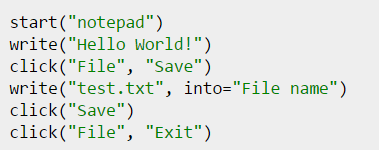 start("notepad")
write("Hello World!")
click("File", "Save")
write("test.txt", into="File name")
click("Save")
click("File", "Exit")